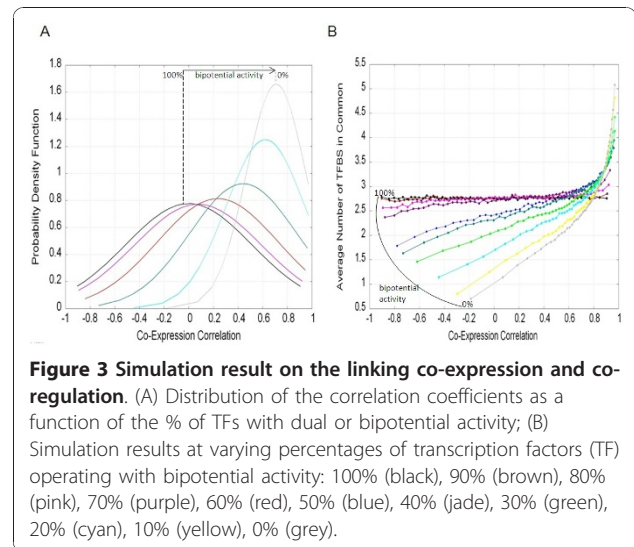 A
B
1.8
1.6
1.4
1.2
1
0.8
0.6
0.4
0.2
0
Probability Density Function
100% bipotential activity 0%
-1 -0.8 -0.6 -0.4 -0.2 0 0.2 0.4 0.6 0.8 1
Co-Expression Correlation
5.5
5
4.5
4
3.5
3
2.5
2
1.5
1
0.5
Average Number of TFBS in Common
100%
bipotential
activity
0%
-1 -0.8 -0.6 -0.4 -0.2 0 0.2 0.4 0.6 0.8 1
Co-Expression Correlation
Figure 3 Simulation result on the linking co-expression and co-
regulation. (A) Distribution of the correlation coefficients as a
function of the % of TFs with dual or bipotential activity; (B)
Simulation results at varying percentages of transcription factors (TF)
operating with bipotential activity: 100% (black), 90% (brown), 80%
(pink), 70% (purple), 60% (red), 50% (blue), 40% (jade), 30% (green),
20% (cyan), 10% (yellow), 0% (grey).